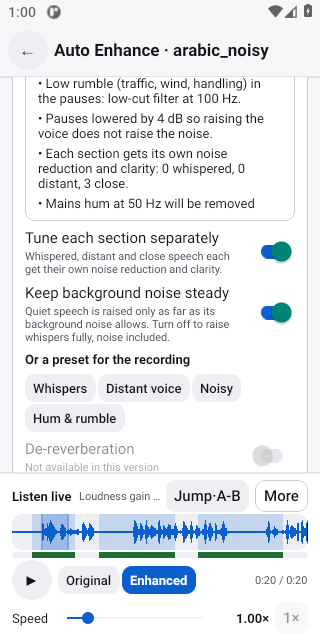 1:00
Auto Enhance · arabic_noisy
• Low rumble (traffic, wind, handling) in
the pauses: low-cut filter at 100 Hz.
• Pauses lowered by 4 dB so raising the
voice does not raise the noise.
• Each section gets its own noise
reduction and clarity: 0 whispered, 0
distant, 3 close.
• Mains hum at 50 Hz will be removed
Tune each section separately
Whispered, distant and close speech each
get their own noise reduction and clarity.
Keep background noise steady
Quiet speech is raised only as far as its
background noise allows. Turn off to raise
whispers fully, noise included.
Or a preset for the recording
Whispers Distant voice Noisy
Hum & rumble
De-reverberation
Not available in this version
Listen live Loudness gain … Jump·A-B More
Original Enhanced 0:20 / 0:20
Speed 1.00× 1×